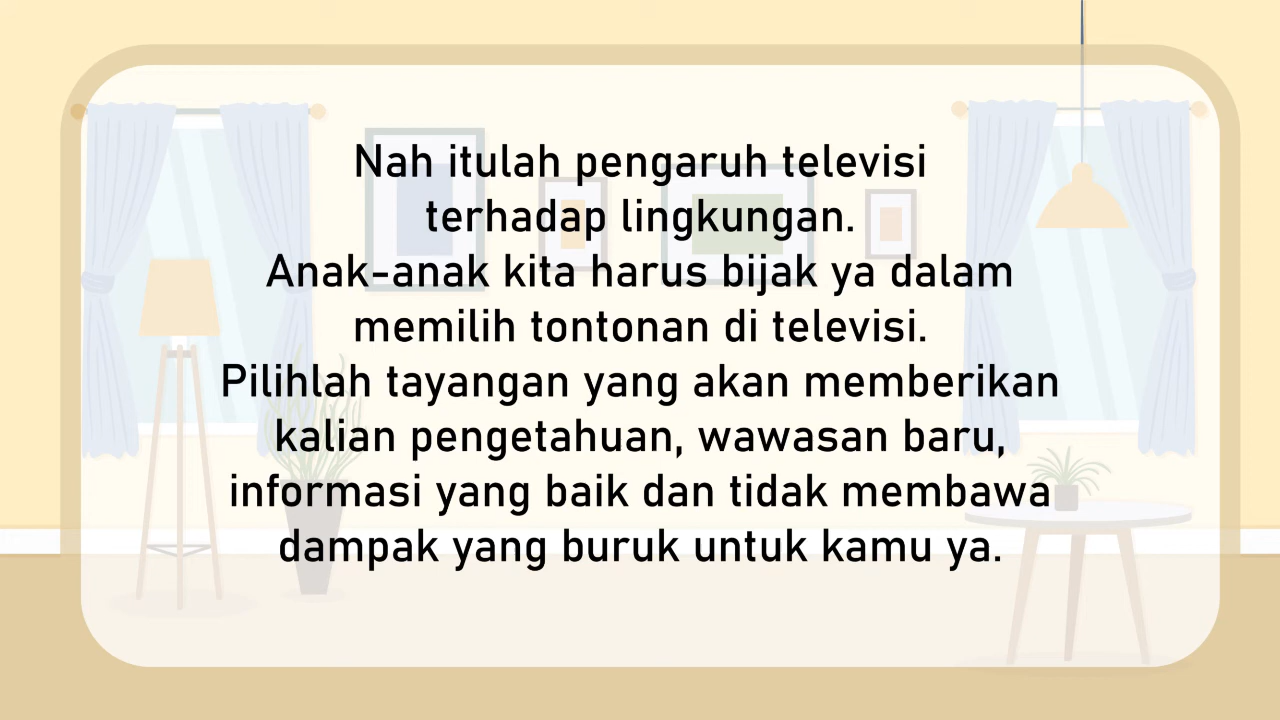 Nah itulah pengaruh televisi
terhadap lingkungan.
Anak-anak kita harus bijak ya dalam
memilih tontonan di televisi.
Pilihlah tayangan yang akan memberikan
kalian pengetahuan, wawasan baru,
informasi yang baik dan tidak membawa
dampak yang buruk untuk kamu ya.